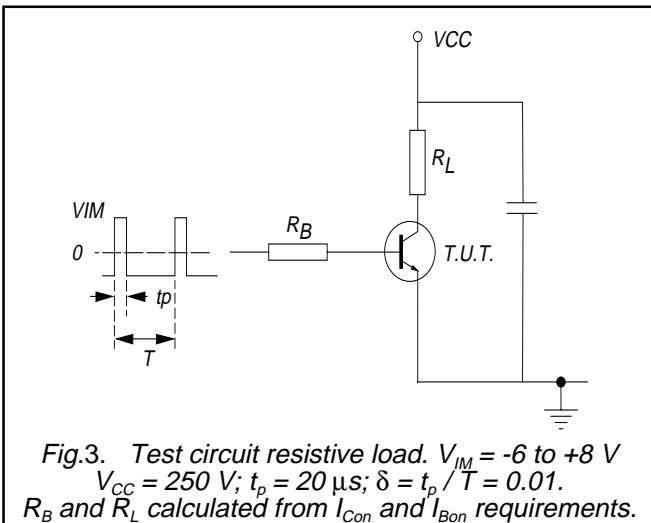 VCC
R_L
VIM
R_B
0
T.U.T.
tp
T
Fig.3. Test circuit resistive load. V_IM = -6 to +8 V
V_CC = 250 V; t_p = 20 μs; δ = t_p / T = 0.01.
R_B and R_L calculated from I_Con and I_Bon requirements.